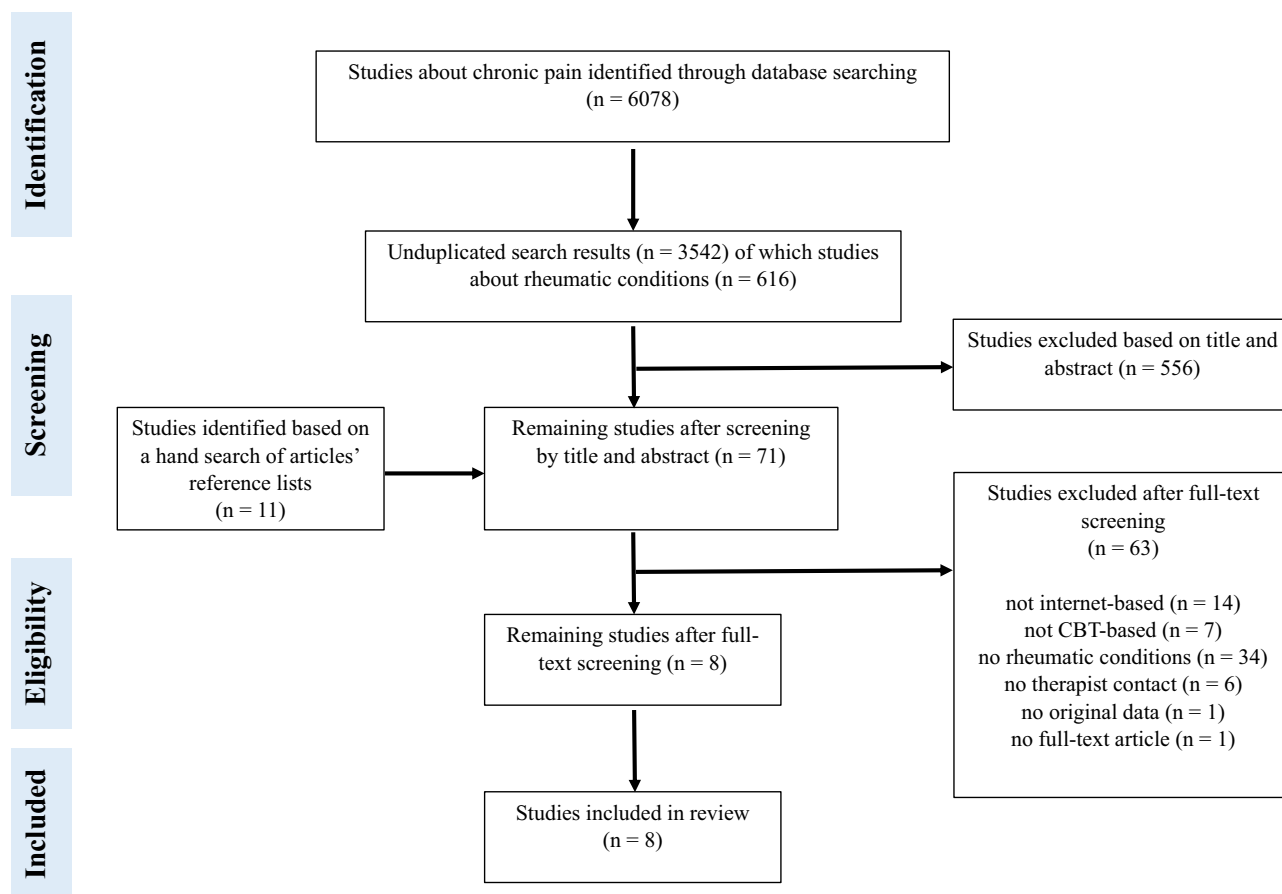 Identification
Studies about chronic pain identified through database searching
(n = 6078)
Unduplicated search results (n = 3542) of which studies
about rheumatic conditions (n = 616)
Screening
Studies excluded based on title and
abstract (n = 556)
Studies identified based on
a hand search of articles’
reference lists
(n = 11)
Remaining studies after screening
by title and abstract (n = 71)
Studies excluded after full-text
screening
(n = 63)
not internet-based (n = 14)
not CBT-based (n = 7)
no rheumatic conditions (n = 34)
no therapist contact (n = 6)
no original data (n = 1)
no full-text article (n = 1)
Eligibility
Remaining studies after full-
text screening (n = 8)
Included
Studies included in review
(n = 8)